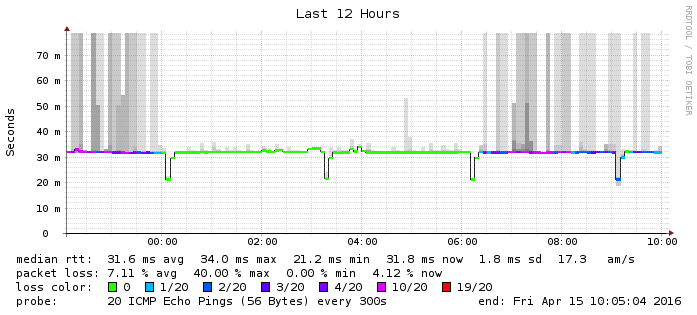 Last 12 Hours
RRDTOOL / TOBI OETIKER
Seconds
70 m
60 m
50 m
40 m
30 m
20 m
10 m
0
00:00 02:00 04:00 06:00 08:00 10:00
median rtt: 31.6 ms avg 34.0 ms max 21.2 ms min 31.8 ms now 1.8 ms sd 17.3 am/s
packet loss: 7.11 % avg 40.00 % max 0.00 % min 4.12 % now
loss color: 0 1/20 2/20 3/20 4/20 10/20 19/20
probe: 20 ICMP Echo Pings (56 Bytes) every 300s end: Fri Apr 15 10:05:04 2016